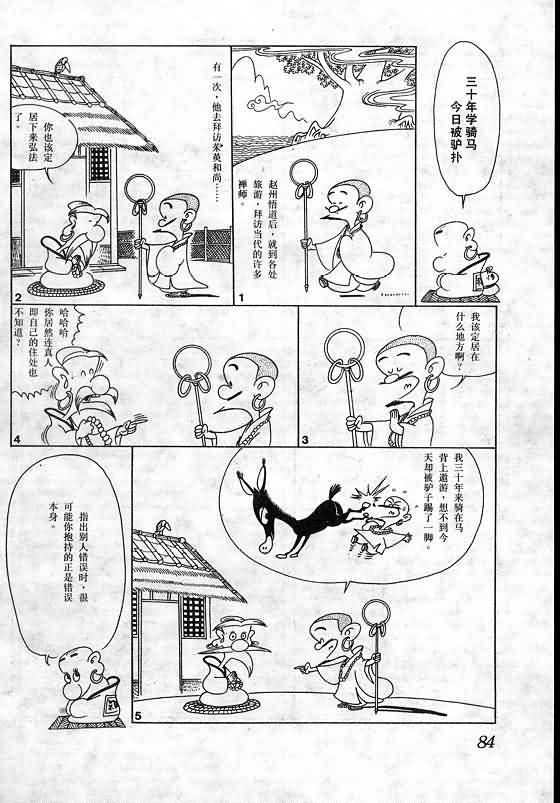 三十年学骑马
今日被驴扑
赵州悟道后，就到各处
旅游，拜访当代的许多
禅师。
1
有一次，他去拜访茱萸和尚……
你也该定
居下来弘法
了。
2
我该定居在
什么地方啊？
3
哈哈哈
你居然连真人
即自己的住处也
不知道？
4
我三十年来骑在马
背上遨游，想不到今
天却被驴子踢了一脚。
5
指出别人错误时，很
可能你抱持的正是错误
本身。
84